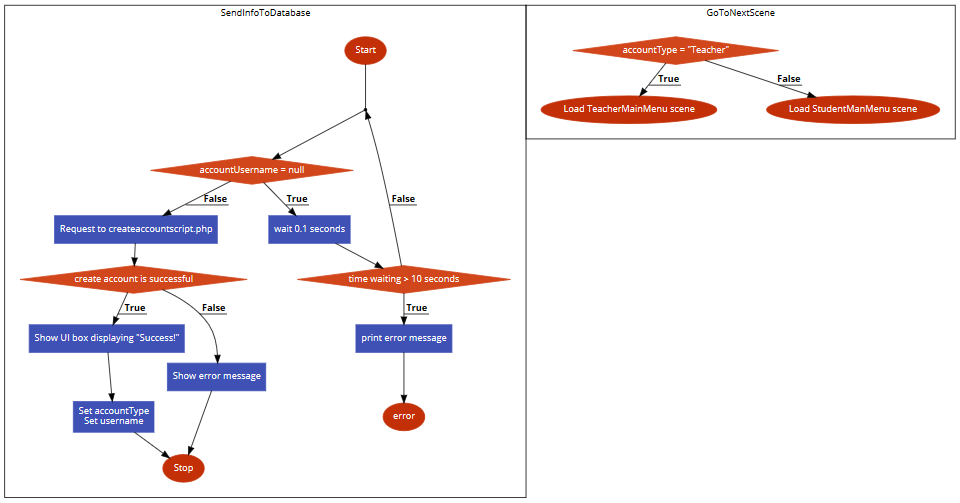 SendInfoToDatabase
Start
accountUsername = null
False
True
Request to createaccountscript.php
wait 0.1 seconds
False
create account is successful
time waiting > 10 seconds
True
False
True
Show UI box displaying "Success!"
print error message
Show error message
Set accountType
Set username
error
Stop
GoToNextScene
accountType = "Teacher"
True
False
Load TeacherMainMenu scene
Load StudentManMenu scene